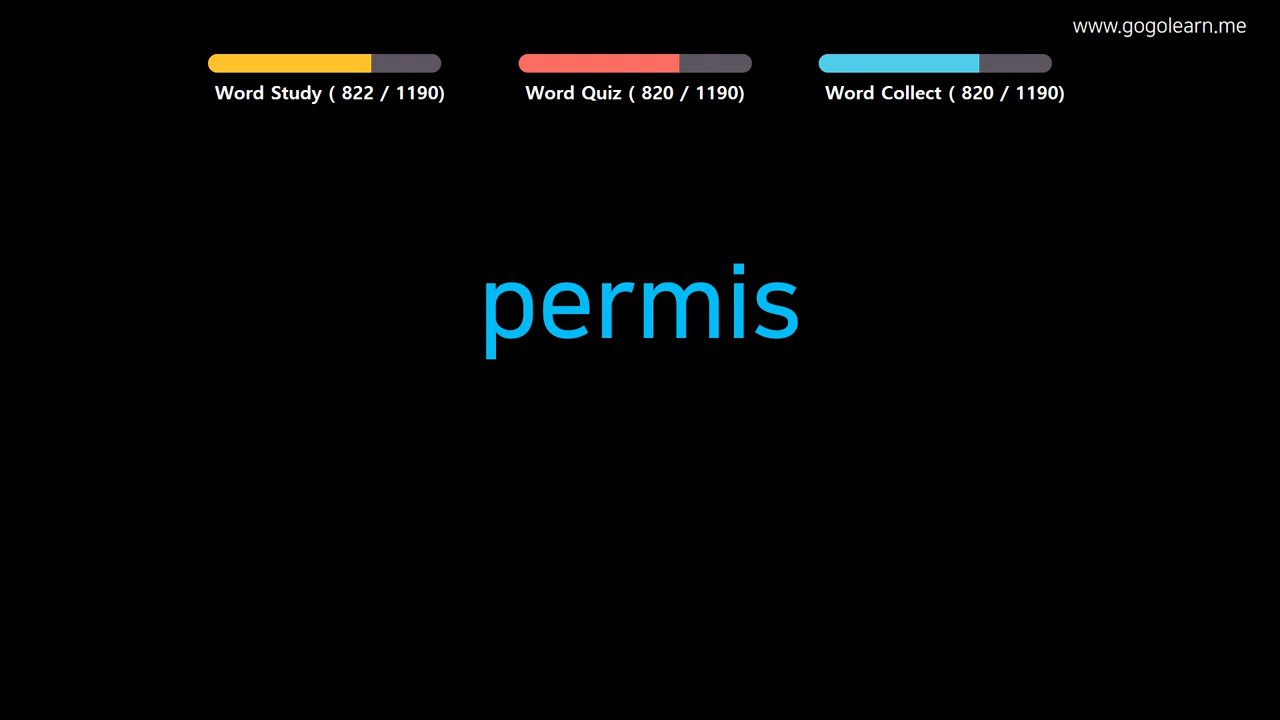 www.gogolearn.me
Word Study ( 822 / 1190)
Word Quiz ( 820 / 1190)
Word Collect ( 820 / 1190)
permis